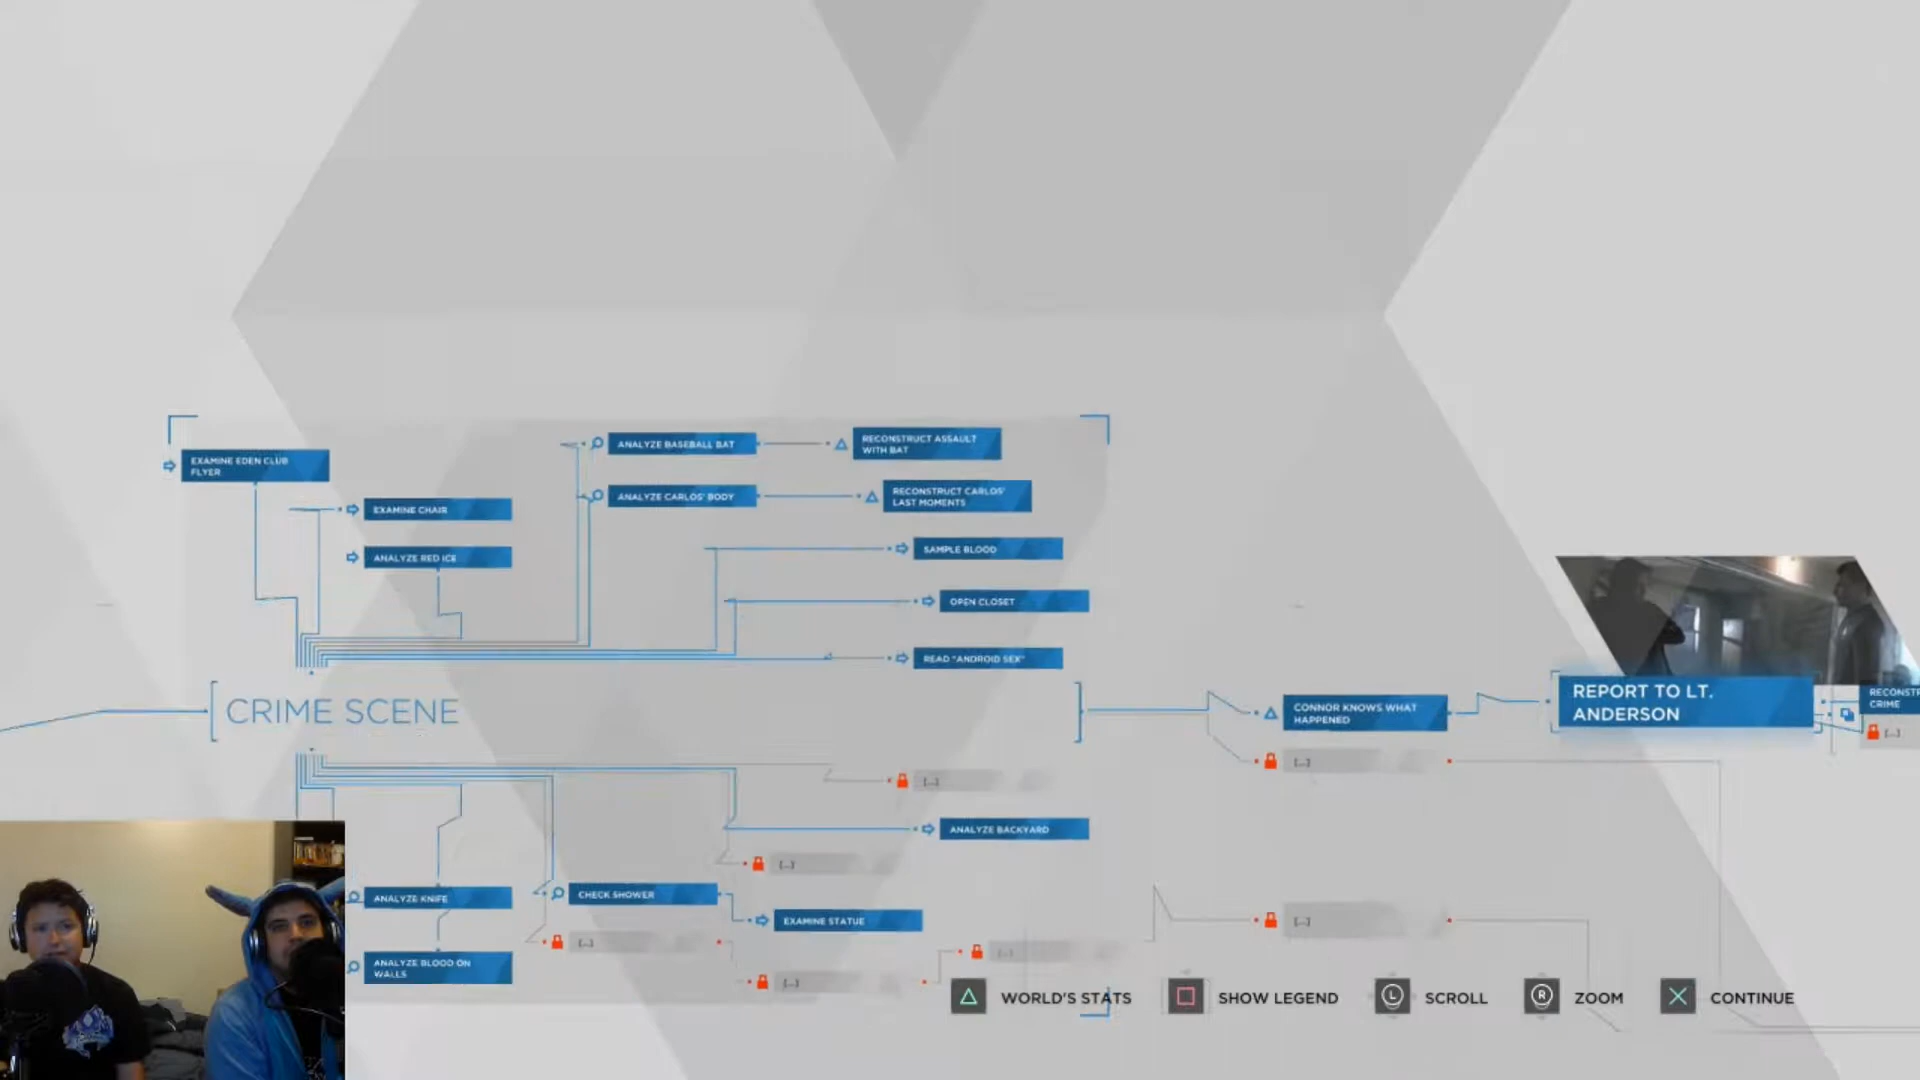 EXAMINE EDEN CLUB
FLYER
EXAMINE CHAIR
ANALYZE RED ICE
ANALYZE BASEBALL BAT
RECONSTRUCT ASSAULT
WITH BAT
ANALYZE CARLOS' BODY
RECONSTRUCT CARLOS'
LAST MOMENTS
SAMPLE BLOOD
OPEN CLOSET
READ "ANDROID SEX"
CRIME SCENE
CONNOR KNOWS WHAT
HAPPENED
REPORT TO LT.
ANDERSON
RECONSTR
CRIME
[...]
[...]
[...]
ANALYZE BACKYARD
[...]
ANALYZE KNIFE
CHECK SHOWER
EXAMINE STATUE
[...]
[...]
[...]
[...]
ANALYZE BLOOD ON
WALLS
WORLD'S STATS
SHOW LEGEND
L
SCROLL
R
ZOOM
CONTINUE